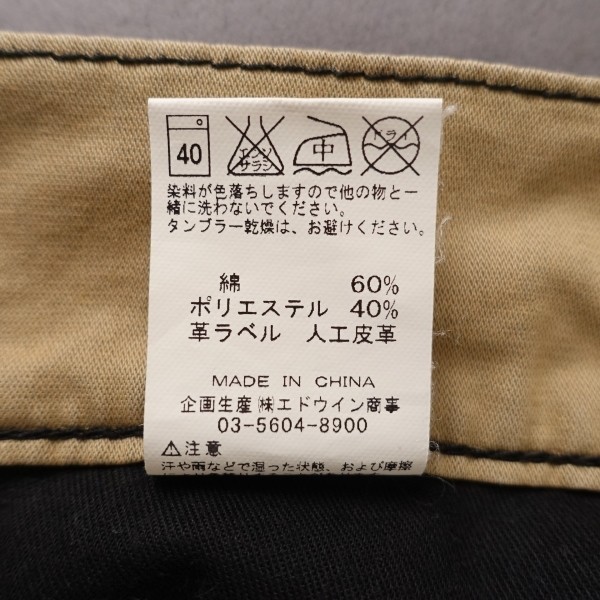 40 エンソ サラシ 中 ドライ
染料が色落ちしますので他の物と一
緒に洗わないでください。
タンブラー乾燥は、お避けください。
綿 60%
ポリエステル 40%
革ラベル 人工皮革
MADE IN CHINA
企画生産㈱エドウイン商事
03-5604-8900
⚠注意
汗や雨などで湿った状態、および摩擦